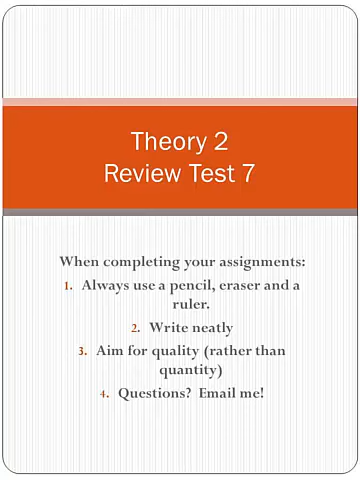 Theory 2
Review Test 7
When completing your assignments:
1. Always use a pencil, eraser and a
ruler.
2. Write neatly
3. Aim for quality (rather than
quantity)
4. Questions? Email me!